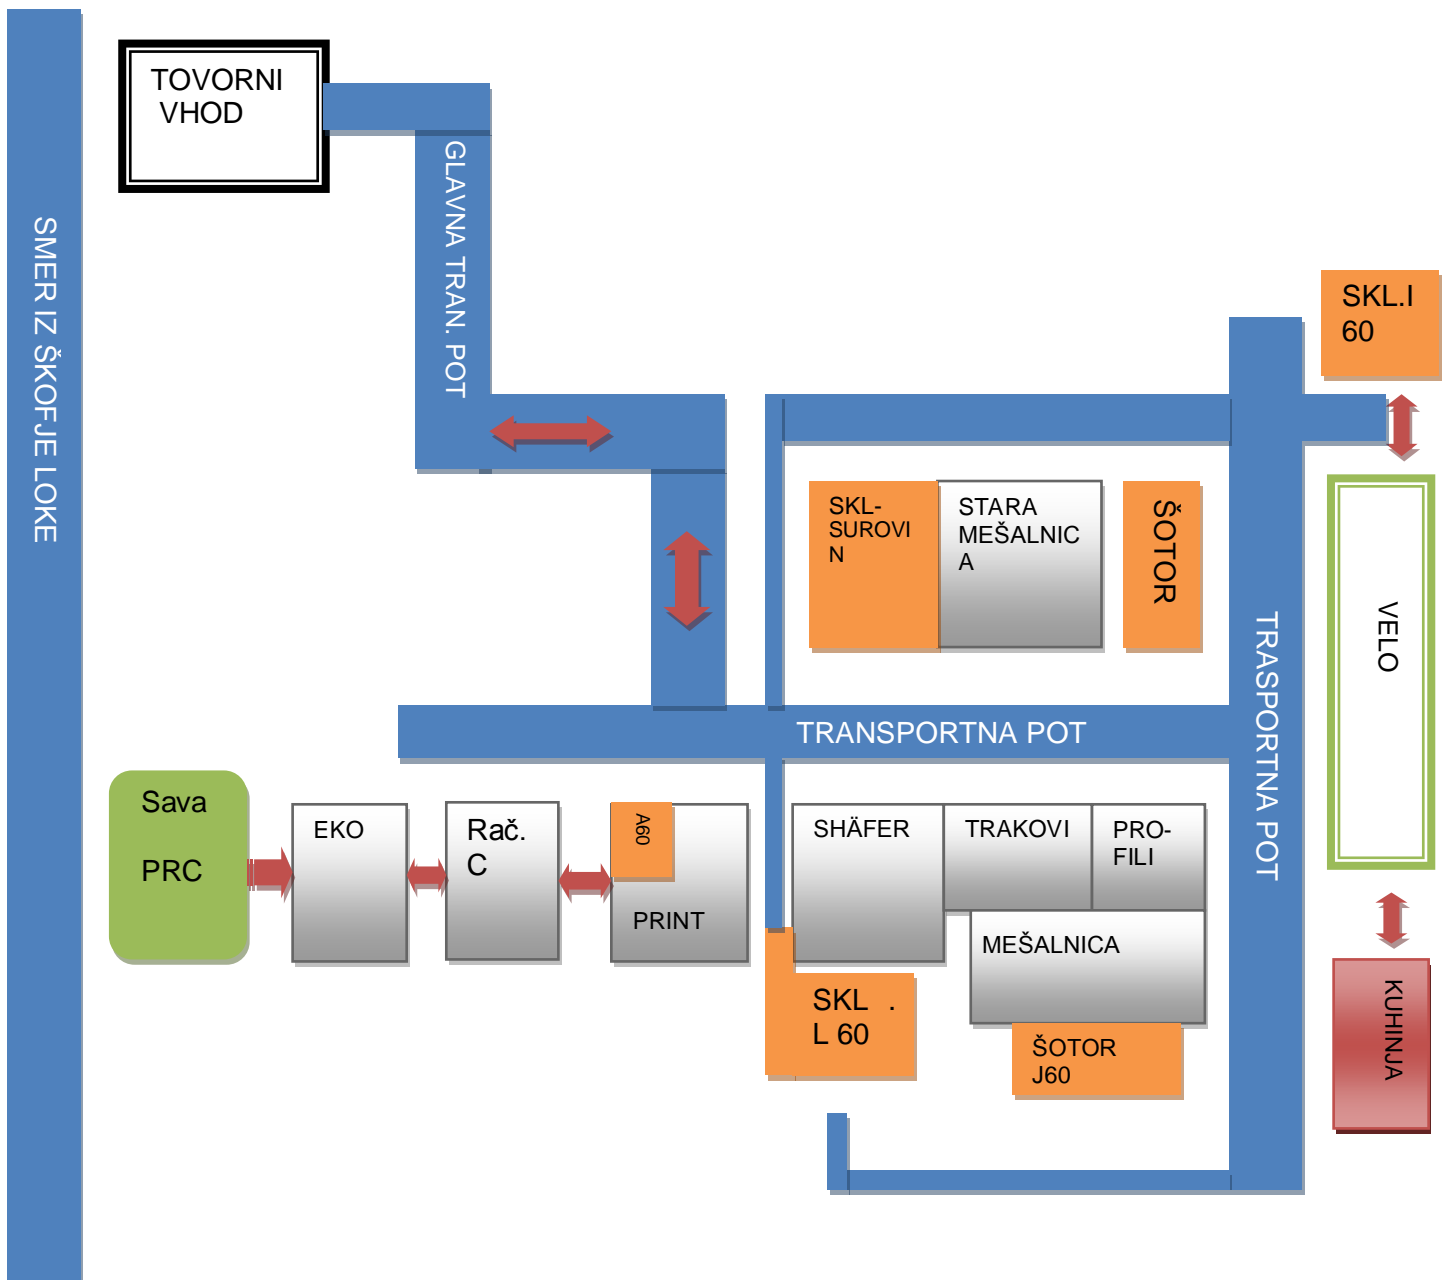 TOVORNI
VHOD
GLAVNA TRAN. POT
SMER IZ ŠKOFJE LOKE
SKL.I
60
SKL-
SUROVI
N
STARA
MEŠALNIC
A
ŠOTOR
VELO
TRASPORTNA POT
TRANSPORTNA POT
Sava
PRC
EKO
Rač.
C
A60
PRINT
SHÄFER
TRAKOVI
PRO-
FILI
MEŠALNICA
SKL .
L 60
ŠOTOR
J60
KUHINJA